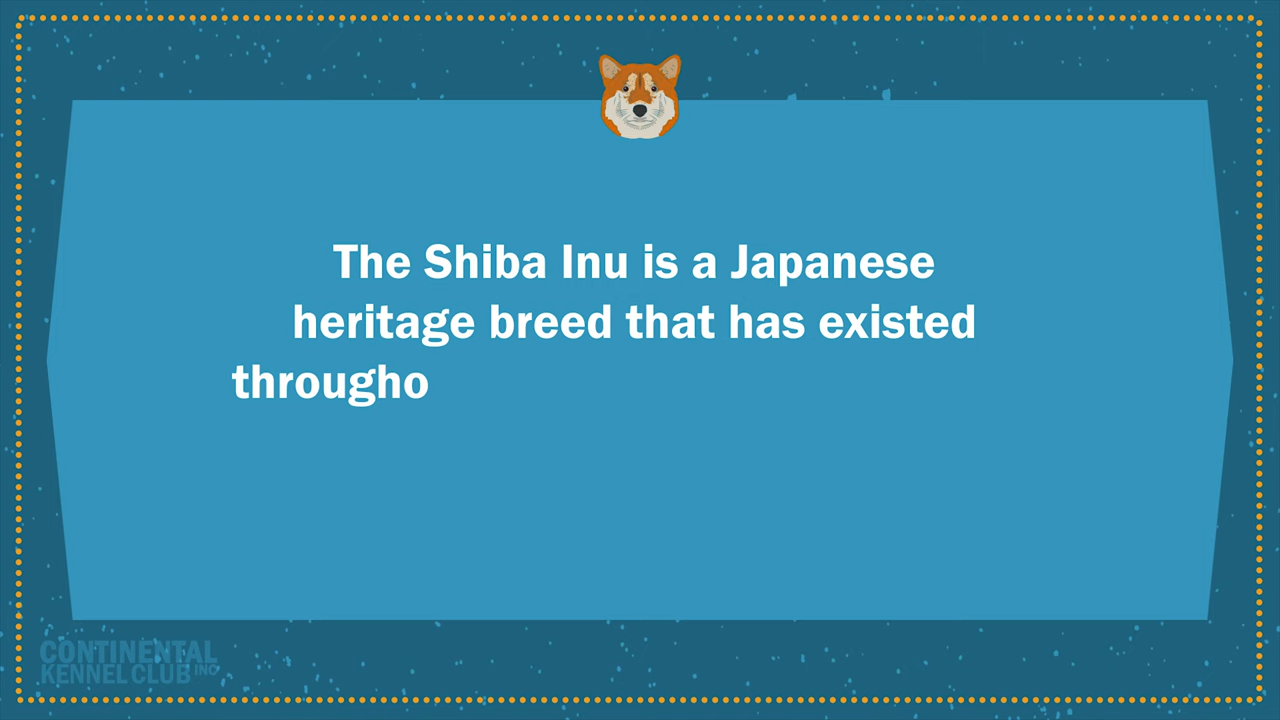 The Shiba Inu is a Japanese
heritage breed that has existed
througho
CONTINENTAL
KENNEL CLUB INC